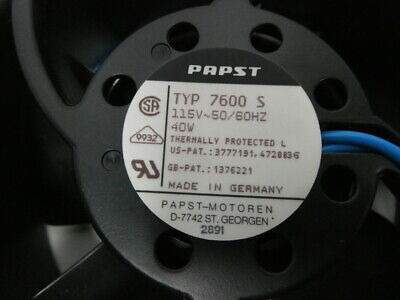 PAPST
TYP 7600 S
115V~50/60HZ
40W
THERMALLY PROTECTED L
US-PAT.: 3777191, 4728836
GB-PAT.: 1376221
MADE IN GERMANY
PAPST-MOTOREN
D-7742 ST. GEORGEN
2891
SA
9932